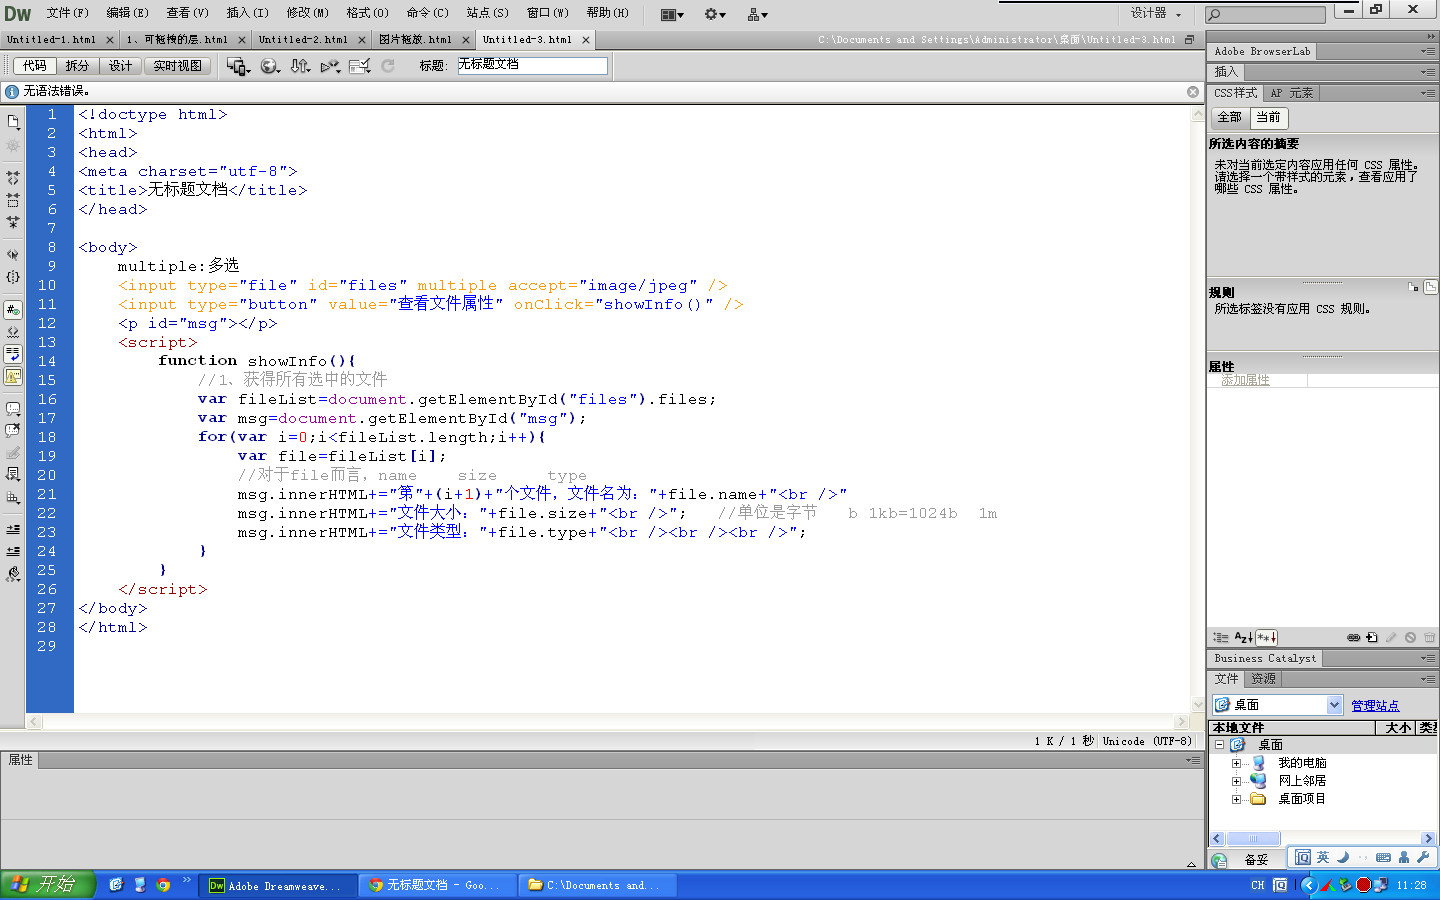 Dw 文件(F) 编辑(E) 查看(V) 插入(I) 修改(M) 格式(O) 命令(C) 站点(S) 窗口(W) 帮助(H) 设计器
Untitled-1.html × 1、可拖拽的层.html × Untitled-2.html × 图片拖放.html × Untitled-3.html × C:\Documents and Settings\Administrator\桌面\Untitled-3.html
代码 拆分 设计 实时视图 标题: 无标题文档
无语法错误。
1 <!doctype html>
2 <html>
3 <head>
4 <meta charset="utf-8">
5 <title>无标题文档</title>
6 </head>
7
8 <body>
9 multiple:多选
10 <input type="file" id="files" multiple accept="image/jpeg" />
11 <input type="button" value="查看文件属性" onClick="showInfo()" />
12 <p id="msg"></p>
13 <script>
14 function showInfo(){
15 //1、获得所有选中的文件
16 var fileList=document.getElementById("files").files;
17 var msg=document.getElementById("msg");
18 for(var i=0;i<fileList.length;i++){
19 var file=fileList[i];
20 //对于file而言，name size type
21 msg.innerHTML+="第"+(i+1)+"个文件，文件名为："+file.name+"<br />"
22 msg.innerHTML+="文件大小："+file.size+"<br />"; //单位是字节 b 1kb=1024b 1m
23 msg.innerHTML+="文件类型："+file.type+"<br /><br /><br />";
24 }
25 }
26 </script>
27 </body>
28 </html>
29
1 K / 1 秒 Unicode (UTF-8)
属性
Adobe BrowserLab
插入
CSS样式 AP 元素
全部 当前
所选内容的摘要
未对当前选定内容应用任何 CSS 属性。
请选择一个带样式的元素，查看应用了
哪些 CSS 属性。
规则
所选标签没有应用 CSS 规则。
属性
添加属性
Az↓ **↓
Business Catalyst
文件 资源
桌面 管理站点
本地文件 大小 类型
桌面
我的电脑
网上邻居
桌面项目
备妥 英
开始 Dw Adobe Dreamweave... 无标题文档 - Goo... C:\Documents and... CH 11:28